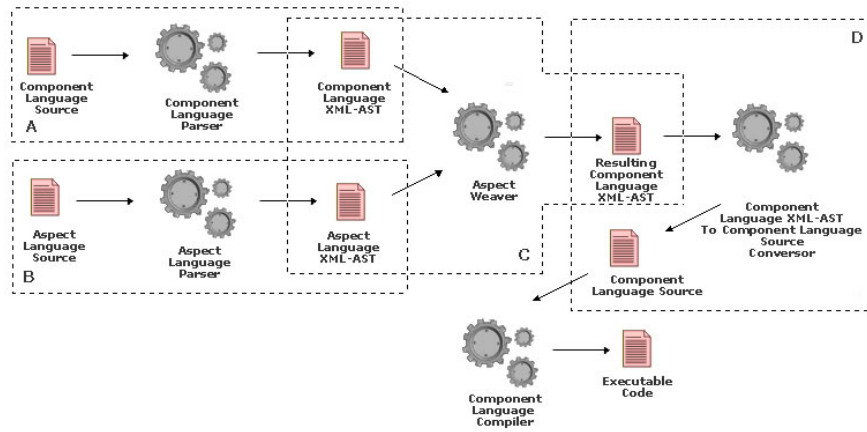 Component
Language
Source
A
Component
Language
Parser
Component
Language
XML-AST
Aspect
Language
Source
B
Aspect
Language
Parser
Aspect
Language
XML-AST
Aspect
Weaver
C
Resulting
Component
Language
XML-AST
D
Component
Language XML-AST
To Component Language
Source
Conversor
Component
Language Source
Component
Language
Compiler
Executable
Code